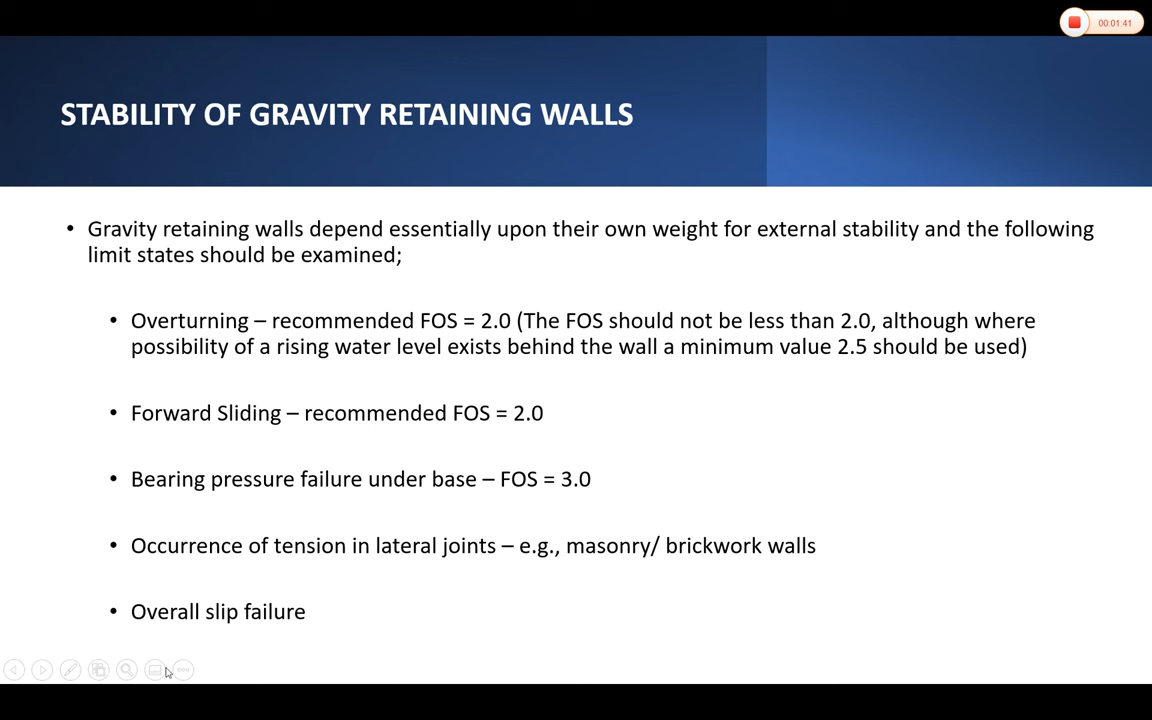 00:01:41
STABILITY OF GRAVITY RETAINING WALLS
• Gravity retaining walls depend essentially upon their own weight for external stability and the following
limit states should be examined;
• Overturning – recommended FOS = 2.0 (The FOS should not be less than 2.0, although where
possibility of a rising water level exists behind the wall a minimum value 2.5 should be used)
• Forward Sliding – recommended FOS = 2.0
• Bearing pressure failure under base – FOS = 3.0
• Occurrence of tension in lateral joints – e.g., masonry/ brickwork walls
• Overall slip failure